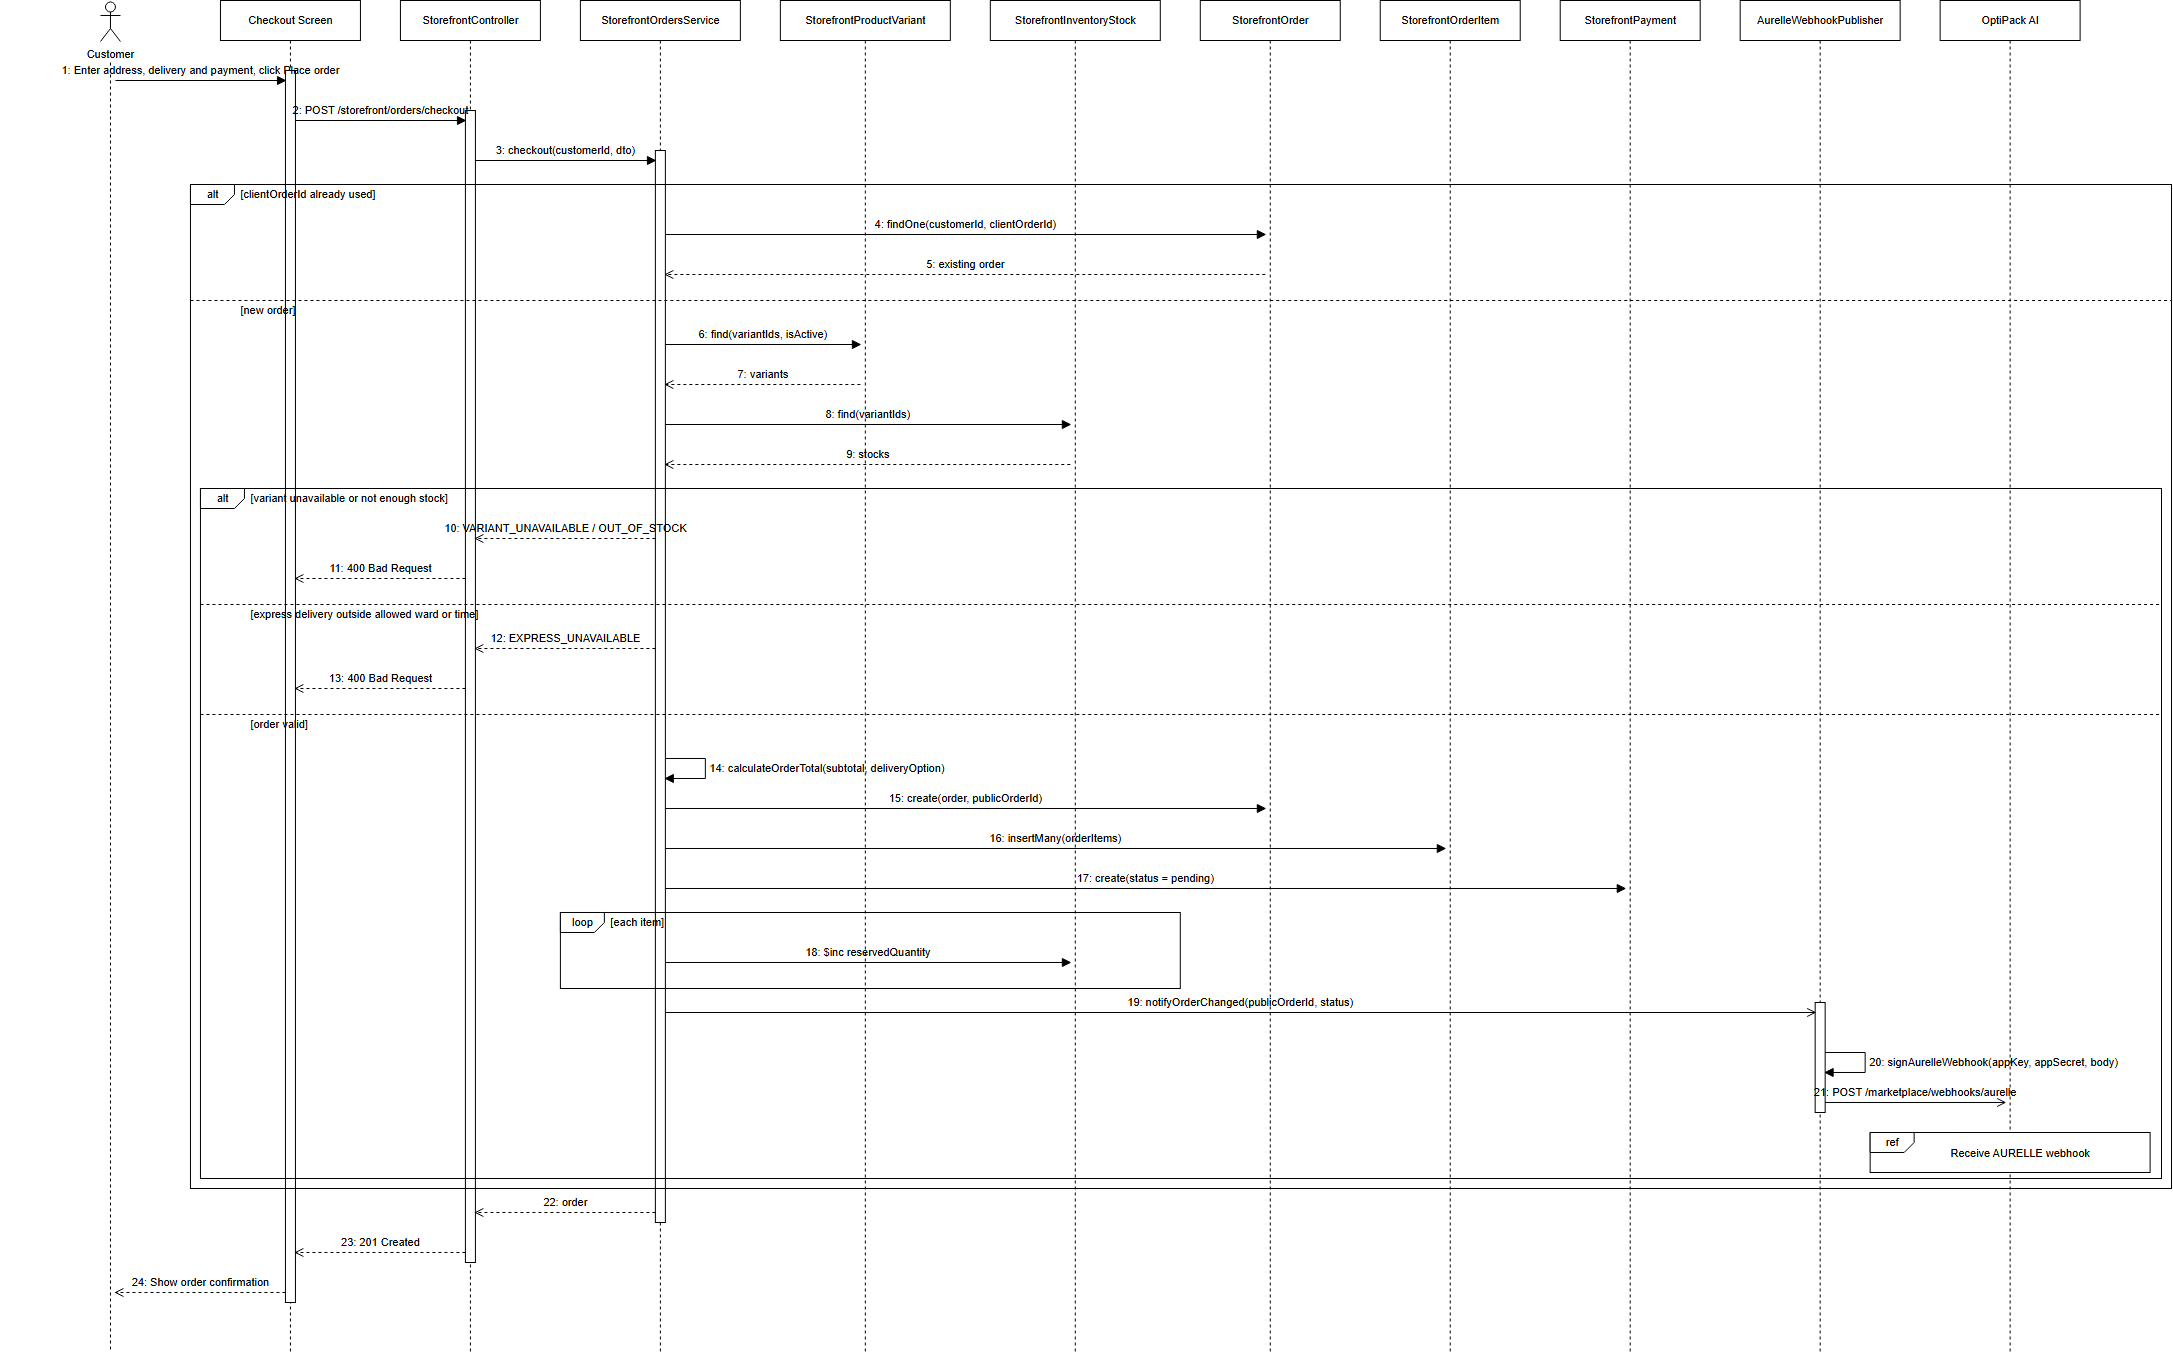 Checkout Screen
StorefrontController
StorefrontOrdersService
StorefrontProductVariant
StorefrontInventoryStock
StorefrontOrder
StorefrontOrderItem
StorefrontPayment
AurelleWebhookPublisher
OptiPack AI
Customer
1: Enter address, delivery and payment, click Place order
2: POST /storefront/orders/checkout
3: checkout(customerId, dto)
alt [clientOrderId already used]
4: findOne(customerId, clientOrderId)
5: existing order
[new order]
6: find(variantIds, isActive)
7: variants
8: find(variantIds)
9: stocks
alt [variant unavailable or not enough stock]
10: VARIANT_UNAVAILABLE / OUT_OF_STOCK
11: 400 Bad Request
[express delivery outside allowed ward or time]
12: EXPRESS_UNAVAILABLE
13: 400 Bad Request
[order valid]
14: calculateOrderTotal(subtotal, deliveryOption)
15: create(order, publicOrderId)
16: insertMany(orderItems)
17: create(status = pending)
loop [each item]
18: $inc reservedQuantity
19: notifyOrderChanged(publicOrderId, status)
20: signAurelleWebhook(appKey, appSecret, body)
21: POST /marketplace/webhooks/aurelle
ref
Receive AURELLE webhook
22: order
23: 201 Created
24: Show order confirmation